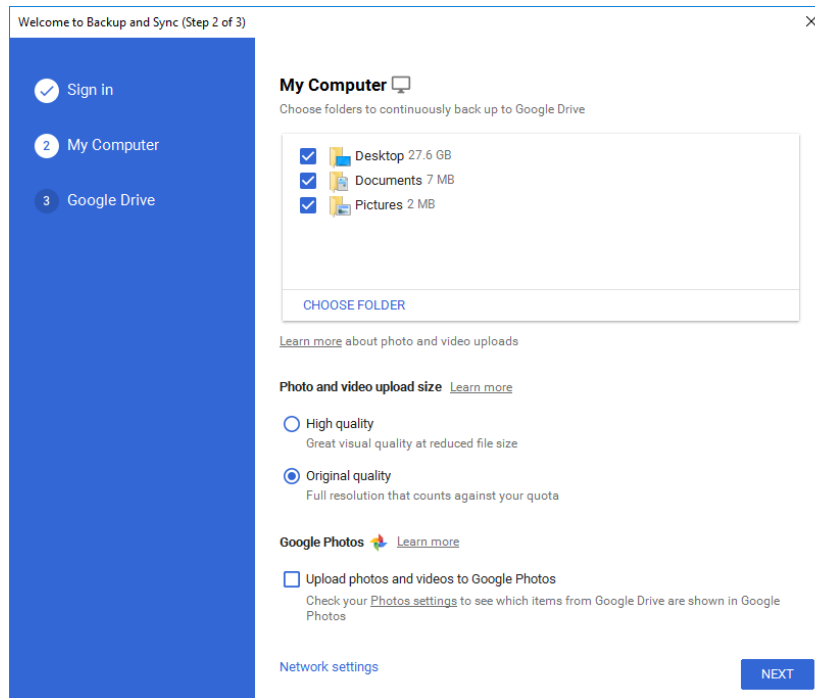 Welcome to Backup and Sync (Step 2 of 3)
Sign in
2 My Computer
3 Google Drive
My Computer
Choose folders to continuously back up to Google Drive
Desktop 27.6 GB
Documents 7 MB
Pictures 2 MB
CHOOSE FOLDER
Learn more about photo and video uploads
Photo and video upload size Learn more
High quality
Great visual quality at reduced file size
Original quality
Full resolution that counts against your quota
Google Photos Learn more
Upload photos and videos to Google Photos
Check your Photos settings to see which items from Google Drive are shown in Google
Photos
Network settings
NEXT